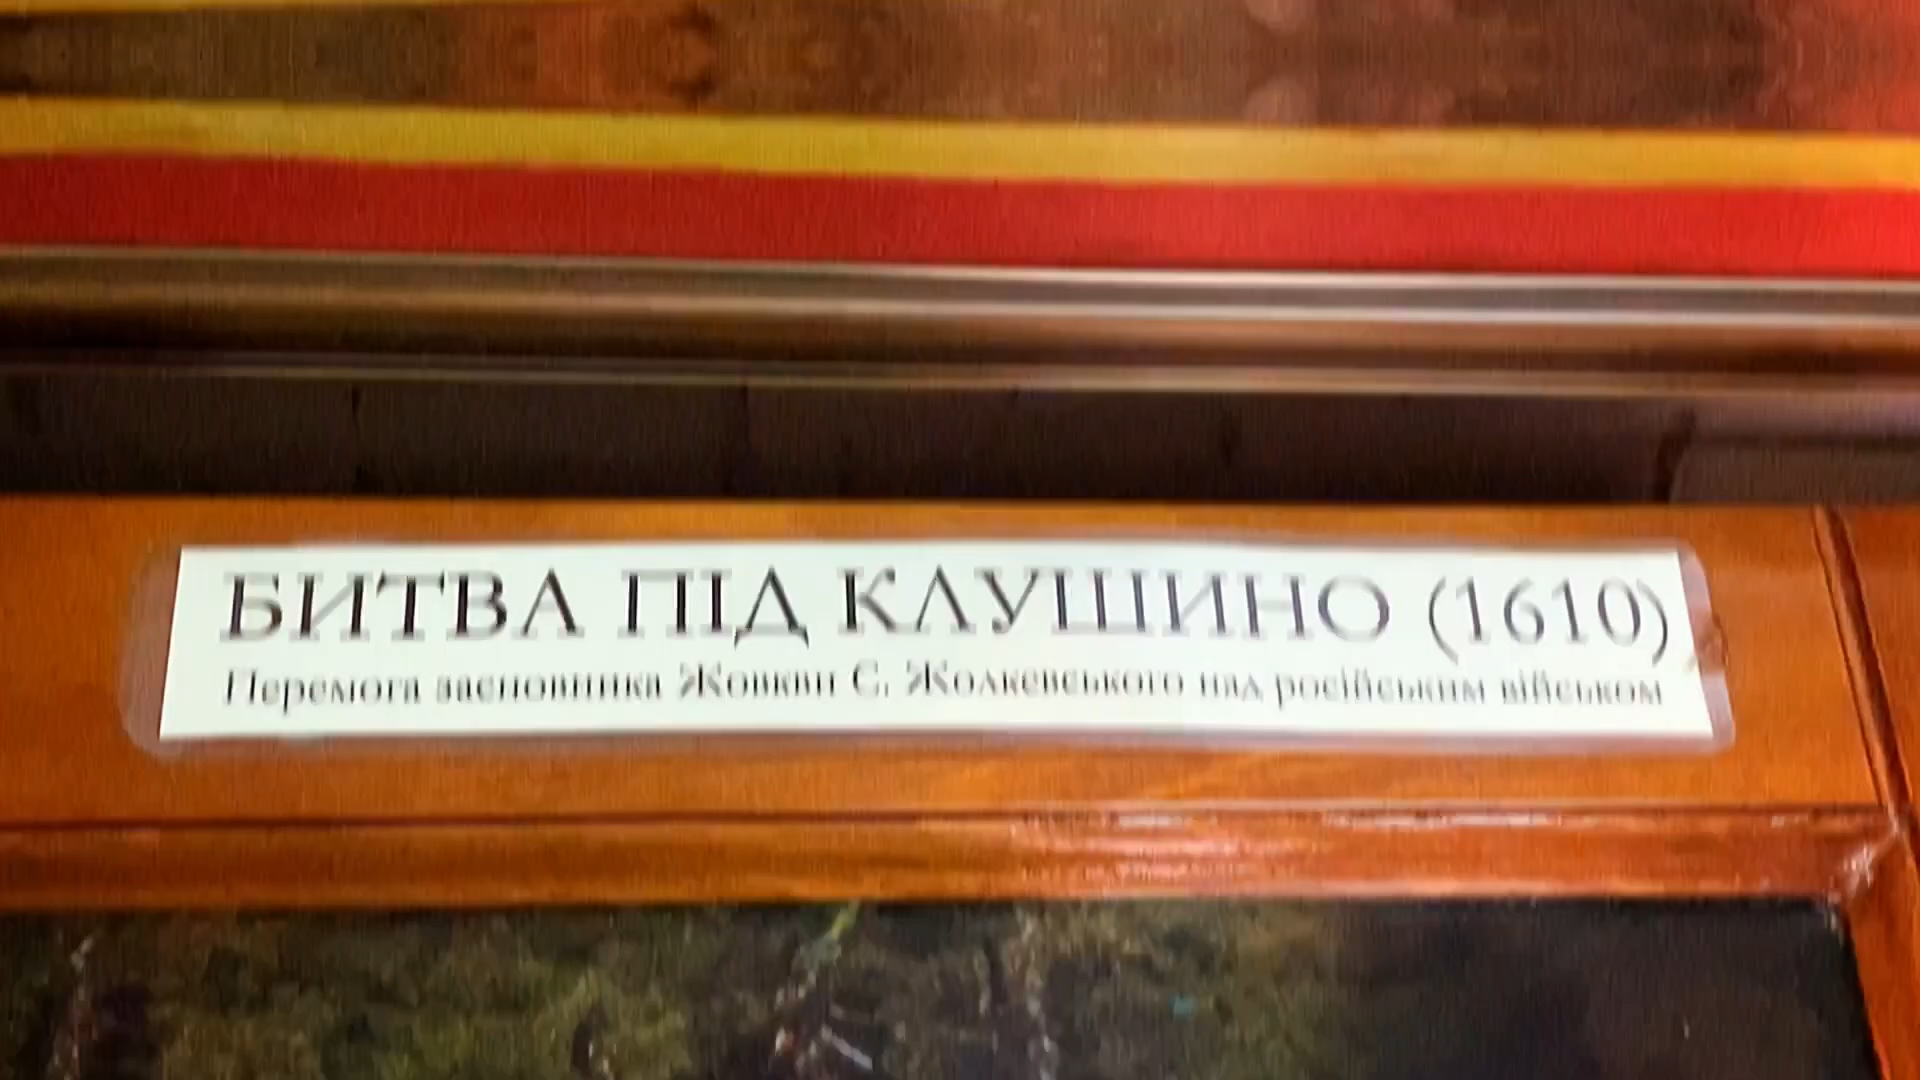 БИТВА ПІД КЛУШИНО (1610)
Перемога засновника Жовкви С. Жолкевського над російським військом